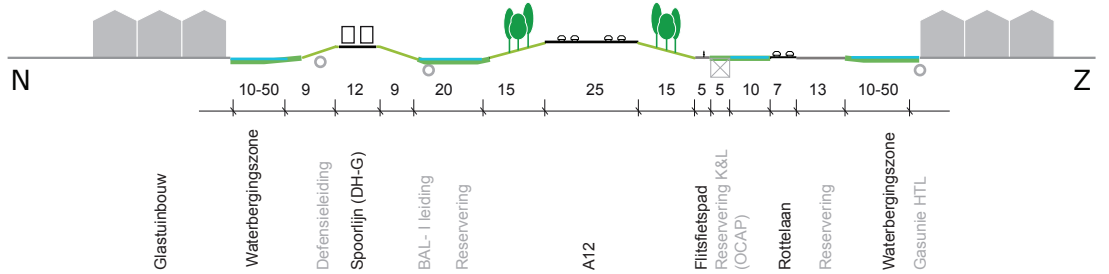 N
Z
10-50 9 12 9 20 15 25 15 5 5 10 7 13 10-50
Glastuinbouw
Waterbergingszone
Defensieleiding
Spoorlijn (DH-G)
BAL- I leiding
Reservering
A12
Flitsfietspad
Reservering K&L
(OCAP)
Rottelaan
Reservering
Waterbergingszone
Gasunie HTL